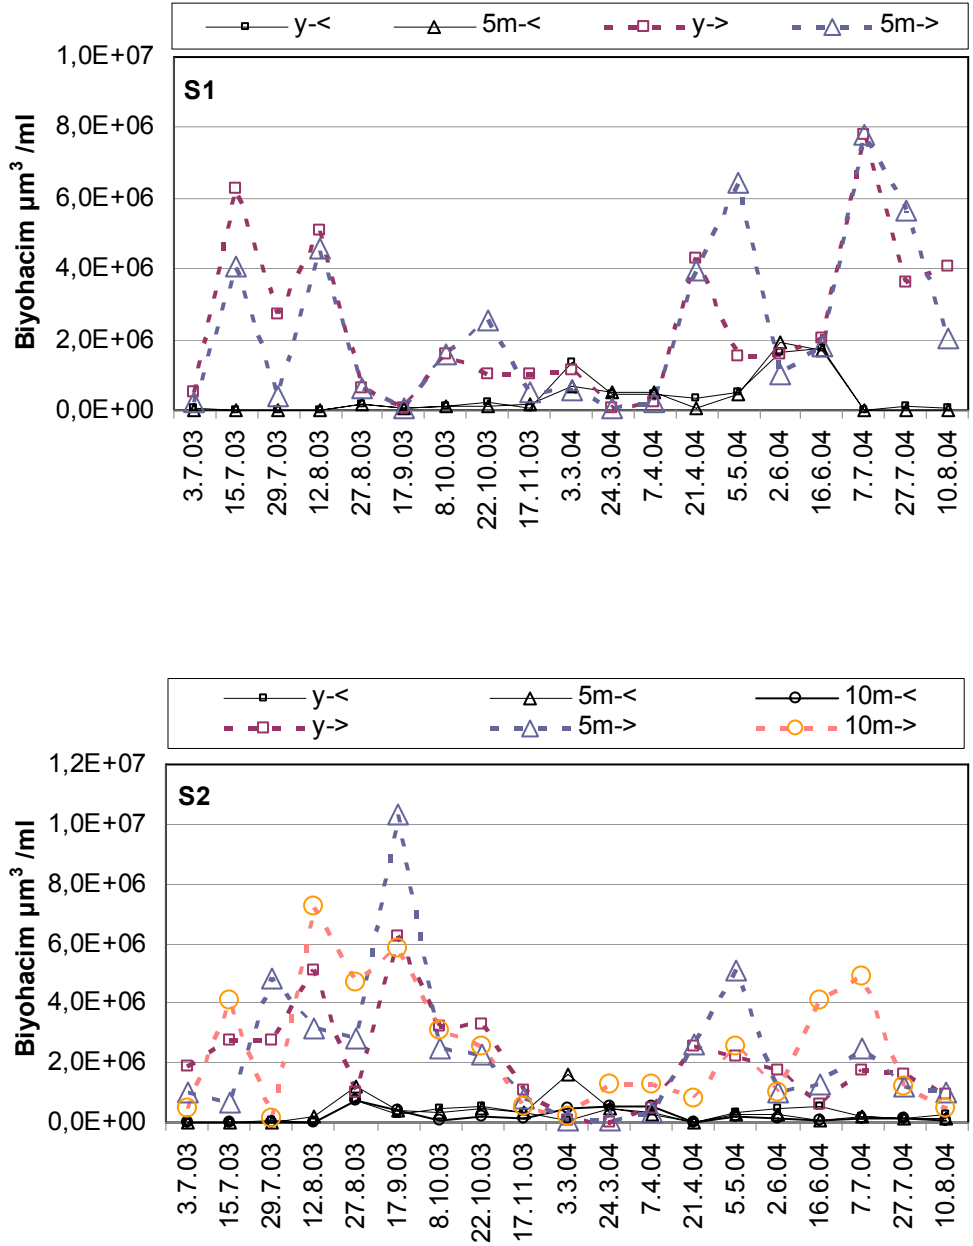 y-< 5m-< y-> 5m->
1,0E+07
8,0E+06
6,0E+06
4,0E+06
2,0E+06
0,0E+00
Biyohacim µm³ /ml
S1
3.7.03 15.7.03 29.7.03 12.8.03 27.8.03 17.9.03 8.10.03 22.10.03 17.11.03 3.3.04 24.3.04 7.4.04 21.4.04 5.5.04 2.6.04 16.6.04 7.7.04 27.7.04 10.8.04
y-< 5m-< 10m-<
y-> 5m-> 10m->
1,2E+07
1,0E+07
8,0E+06
6,0E+06
4,0E+06
2,0E+06
0,0E+00
Biyohacim µm³ /ml
S2
3.7.03 15.7.03 29.7.03 12.8.03 27.8.03 17.9.03 8.10.03 22.10.03 17.11.03 3.3.04 24.3.04 7.4.04 21.4.04 5.5.04 2.6.04 16.6.04 7.7.04 27.7.04 10.8.04